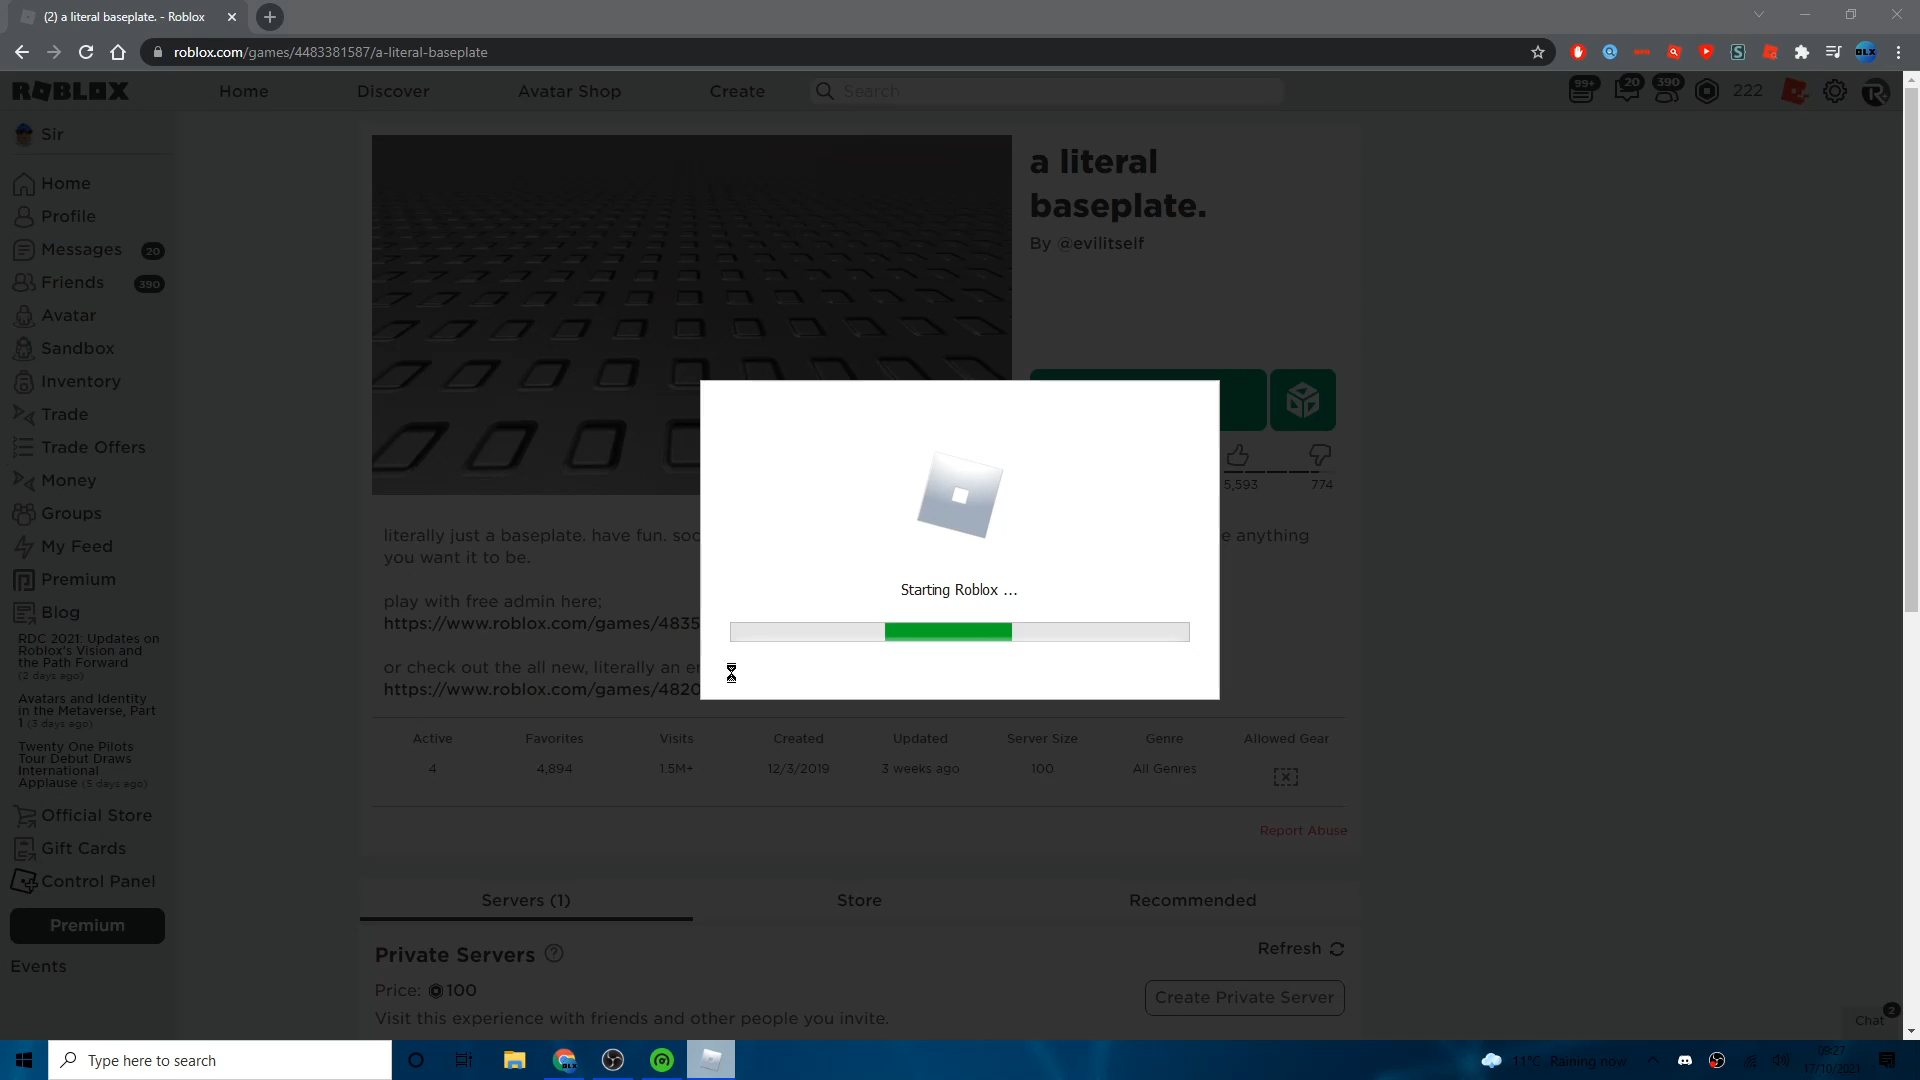 (2) a literal baseplate. - Roblox
roblox.com/games/4483381587/a-literal-baseplate
ROBLOX
Home
Discover
Avatar Shop
Create
Search
99+
20
390
222
Sir
Home
Profile
Messages 20
Friends 390
Avatar
Sandbox
Inventory
Trade
Trade Offers
Money
Groups
My Feed
Premium
Blog
RDC 2021: Updates on
Roblox's Vision and
the Path Forward
(2 days ago)
Avatars and Identity
in the Metaverse, Part
1 (3 days ago)
Twenty One Pilots
Tour Debut Draws
International
Applause (5 days ago)
Official Store
Gift Cards
Control Panel
Premium
Events
a literal
baseplate.
By @evilitself
5,593
774
literally just a baseplate. have fun. soc
e anything
you want it to be.
play with free admin here;
https://www.roblox.com/games/4835
or check out the all new, literally an e
https://www.roblox.com/games/4820
Starting Roblox ...
Active Favorites Visits Created Updated Server Size Genre Allowed Gear
4 4,894 1.5M+ 12/3/2019 3 weeks ago 100 All Genres
Report Abuse
Servers (1)
Store
Recommended
Private Servers
Refresh
Price: 100
Create Private Server
Visit this experience with friends and other people you invite.
Chat 2
Type here to search
11°C Raining now
09:27
17/10/2021